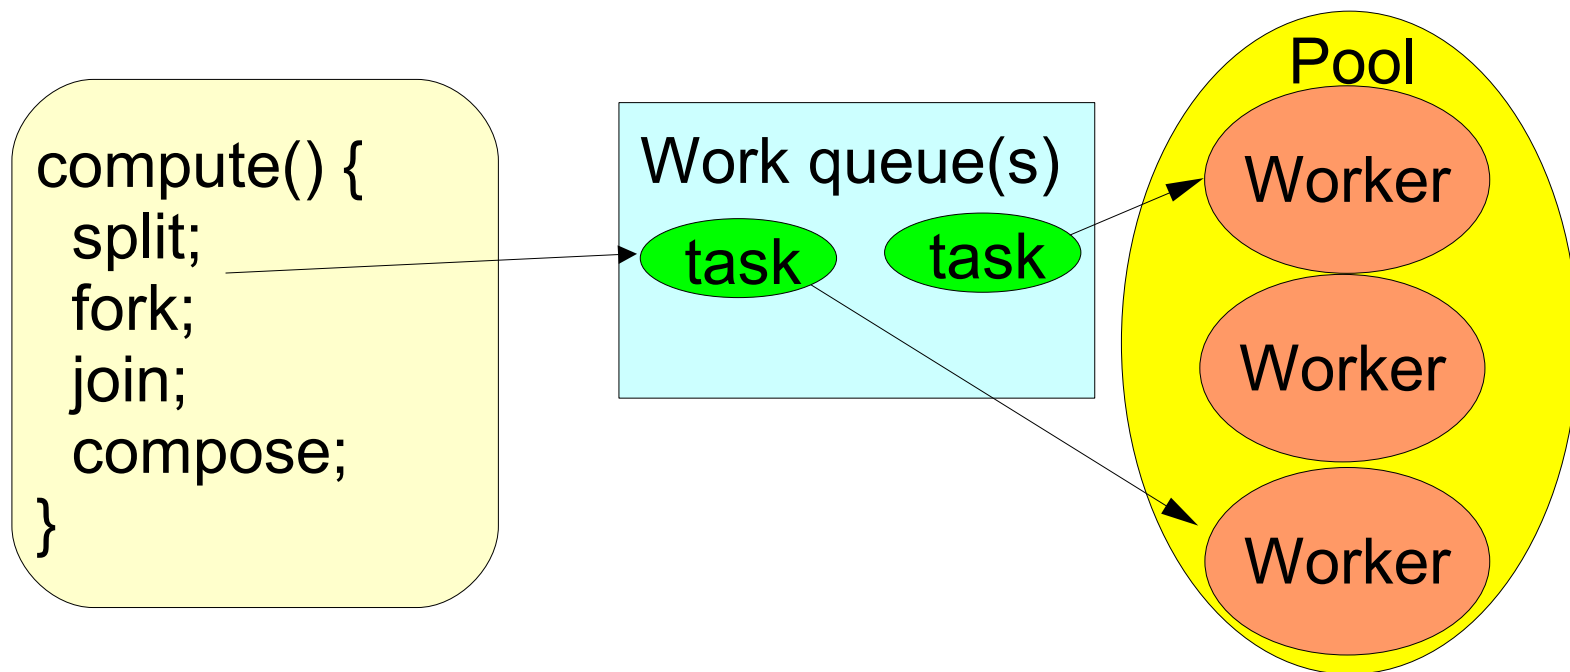 compute() {
split;
fork;
join;
compose;
}
Work queue(s)
task
task
Pool
Worker
Worker
Worker